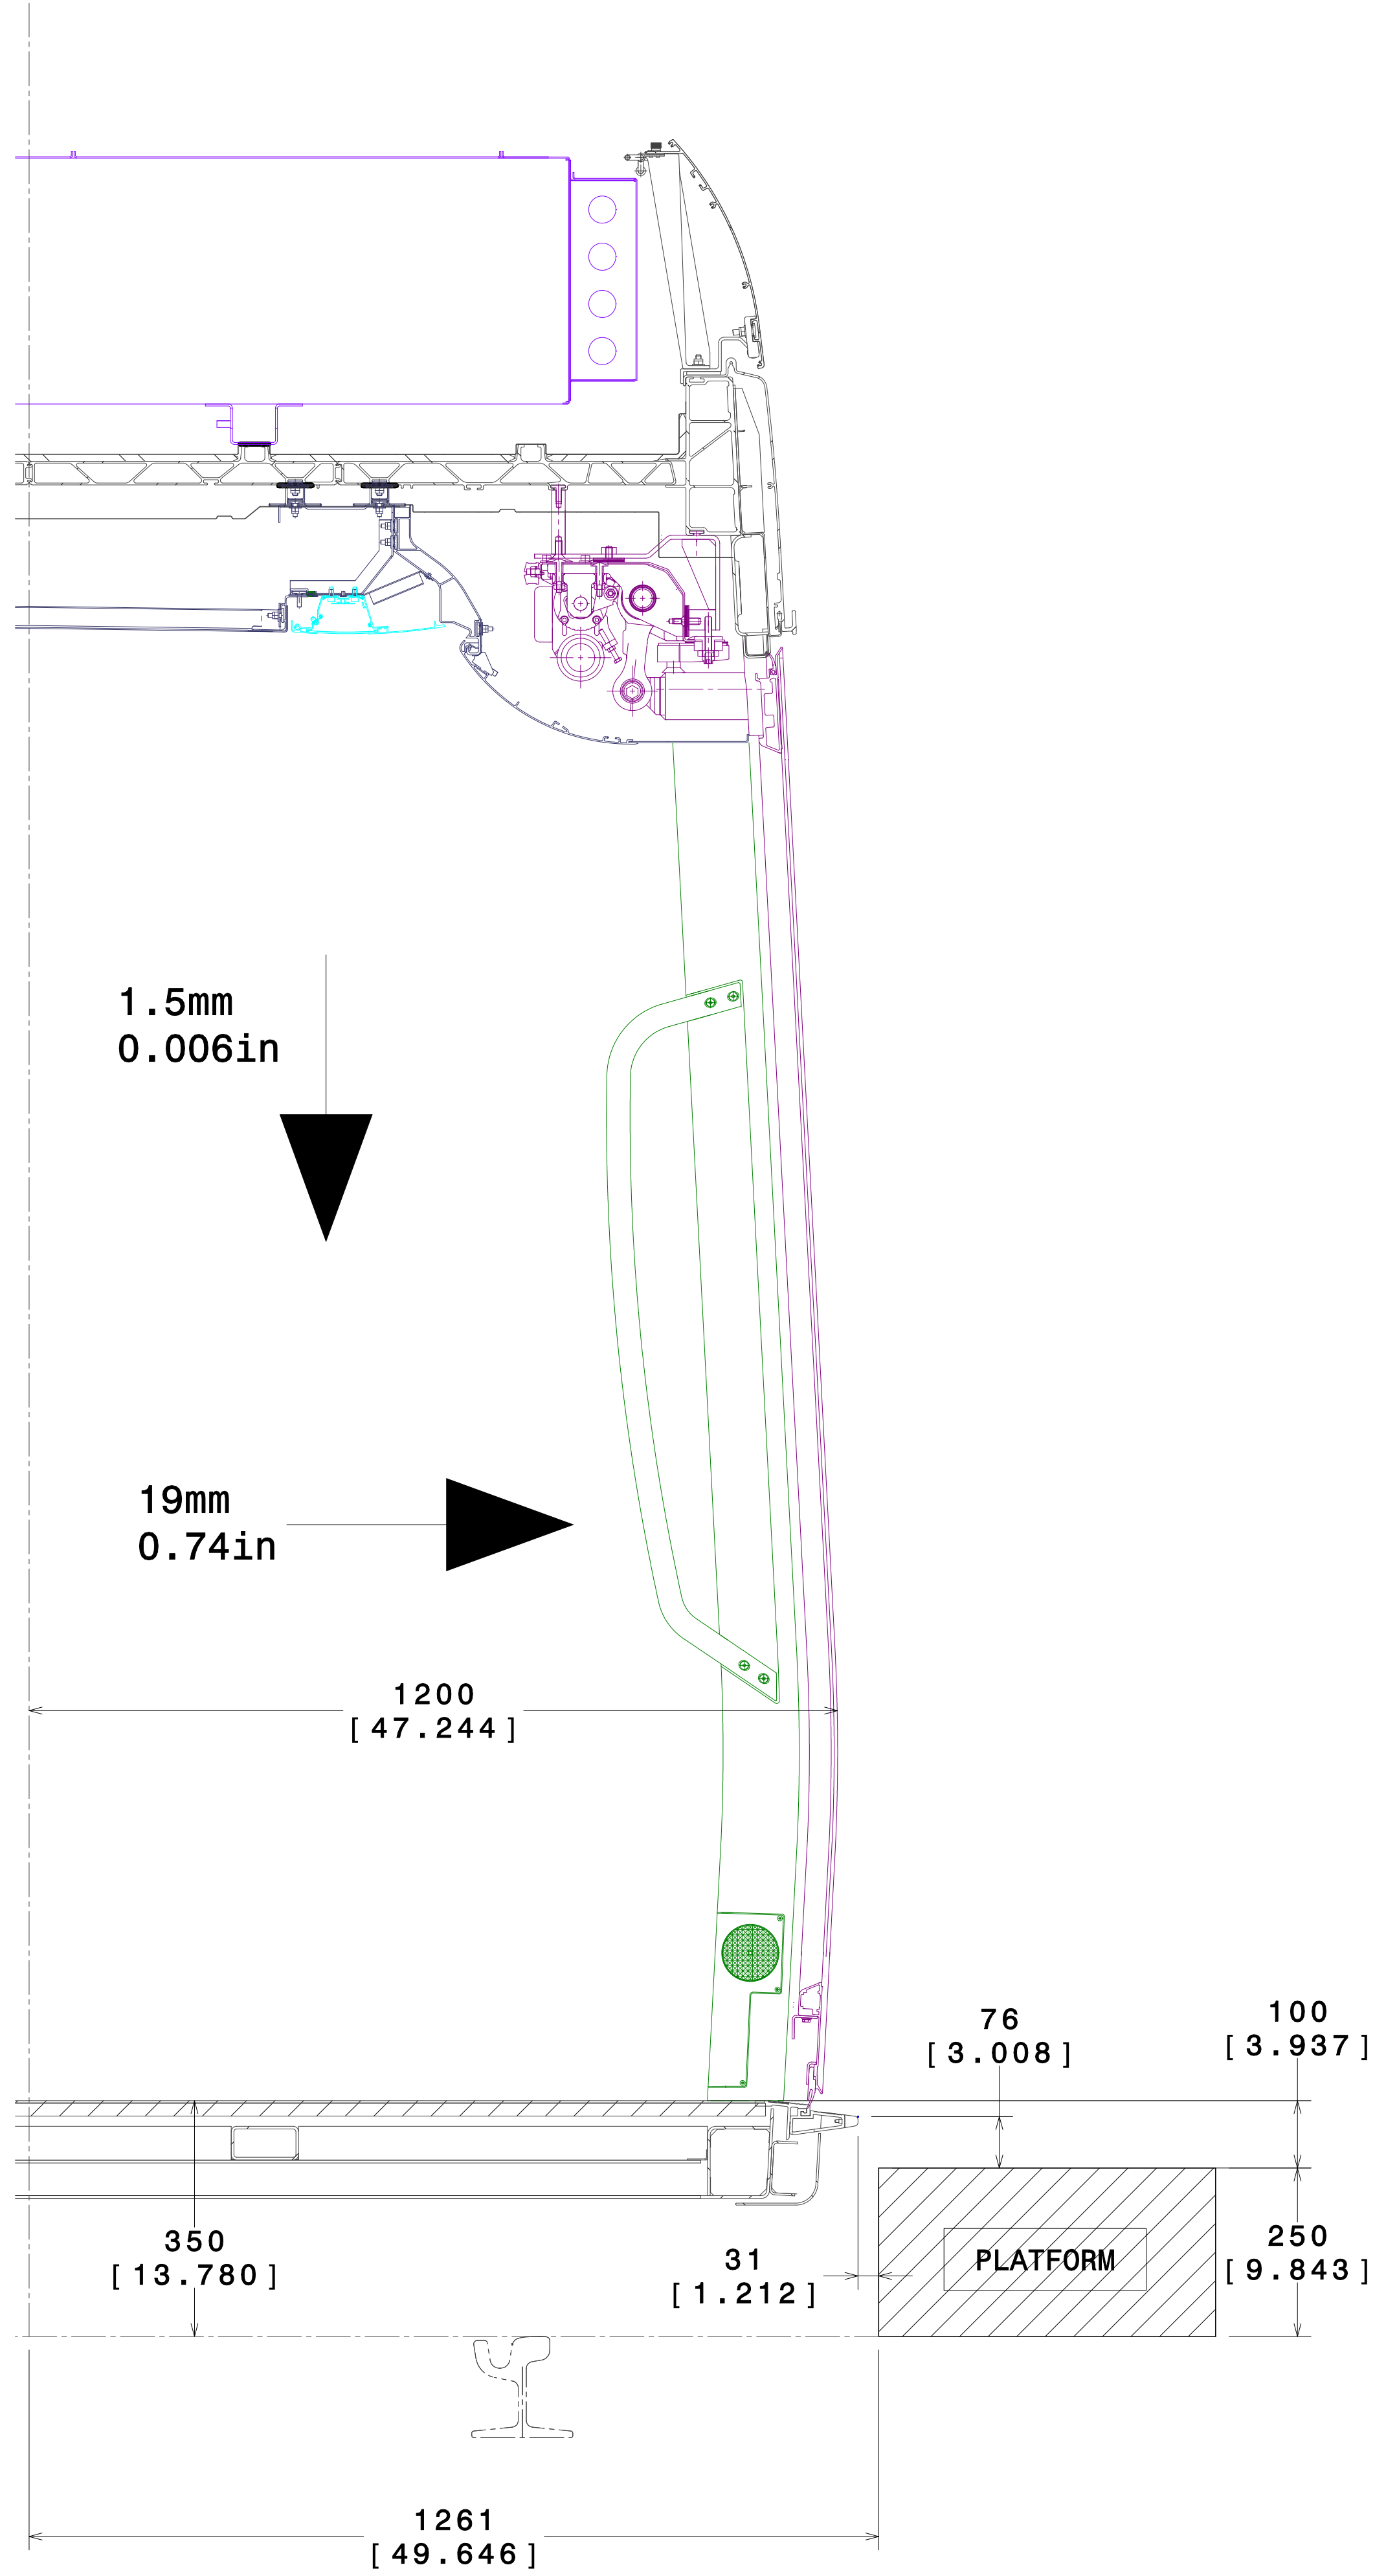 1.5mm
0.006in
19mm
0.74in
1200
[47.244]
76
[3.008]
100
[3.937]
350
[13.780]
31
[1.212]
PLATFORM
250
[9.843]
1261
[49.646]